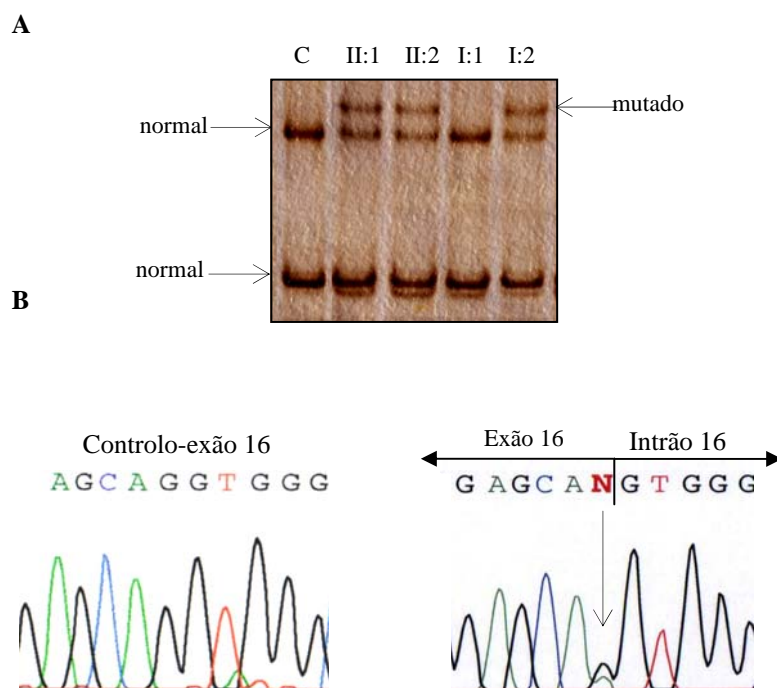 A
C II:1 II:2 I:1 I:2
normal
mutado
normal
B
Controlo-exão 16
AGCAGGTGGG
Exão 16
Intrão 16
GAGCANGTGGG